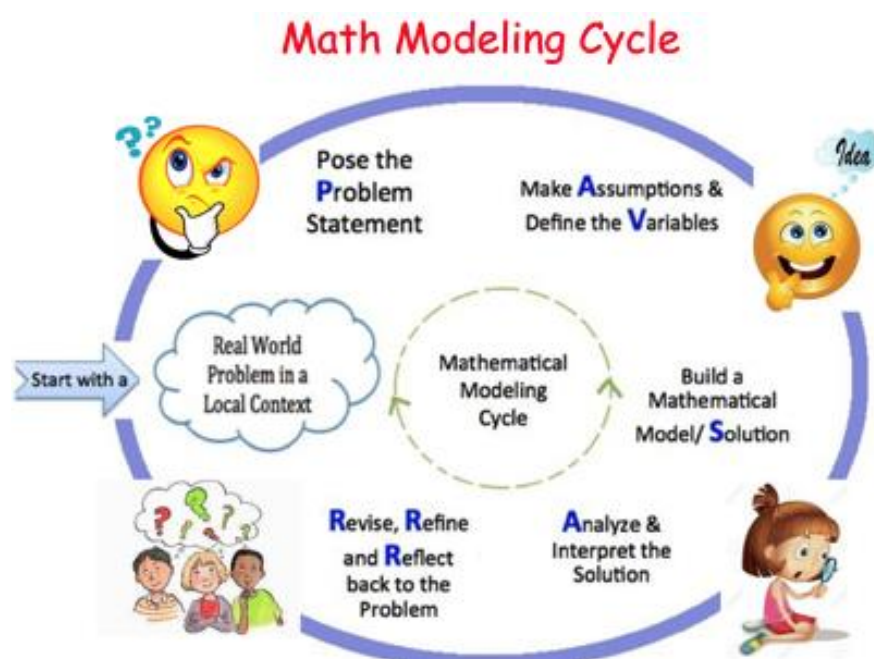 Math Modeling Cycle
Pose the
Problem
Statement
Make Assumptions &
Define the Variables
Idea
Start with a
Real World
Problem in a
Local Context
Mathematical
Modeling
Cycle
Build a
Mathematical
Model/ Solution
Analyze &
Interpret the
Solution
Revise, Refine
and Reflect
back to the
Problem